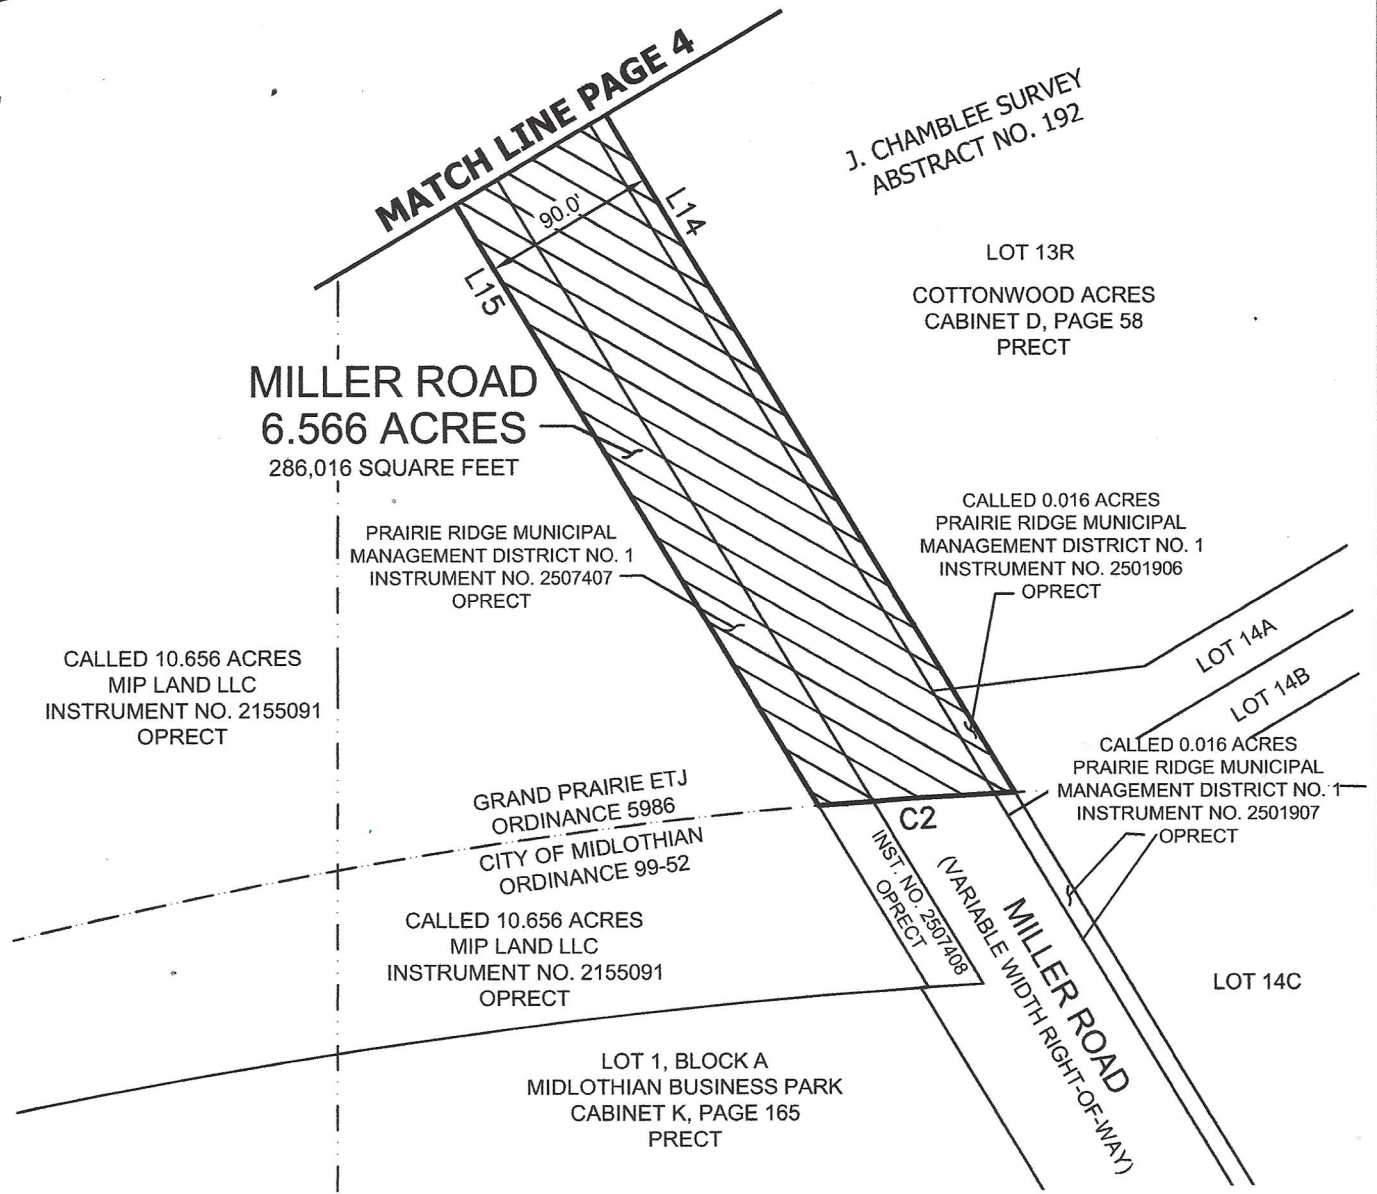 MATCH LINE PAGE 4
J. CHAMBLEE SURVEY
ABSTRACT NO. 192
90.0'
L14
L15
LOT 13R
COTTONWOOD ACRES
CABINET D, PAGE 58
PRECT
MILLER ROAD
6.566 ACRES
286,016 SQUARE FEET
PRAIRIE RIDGE MUNICIPAL
MANAGEMENT DISTRICT NO. 1
INSTRUMENT NO. 2507407
OPRECT
CALLED 0.016 ACRES
PRAIRIE RIDGE MUNICIPAL
MANAGEMENT DISTRICT NO. 1
INSTRUMENT NO. 2501906
OPRECT
LOT 14A
LOT 14B
CALLED 10.656 ACRES
MIP LAND LLC
INSTRUMENT NO. 2155091
OPRECT
CALLED 0.016 ACRES
PRAIRIE RIDGE MUNICIPAL
MANAGEMENT DISTRICT NO. 1
INSTRUMENT NO. 2501907
OPRECT
GRAND PRAIRIE ETJ
ORDINANCE 5986
CITY OF MIDLOTHIAN
ORDINANCE 99-52
C2
INST. NO. 2507408
OPRECT
MILLER ROAD
(VARIABLE WIDTH RIGHT-OF-WAY)
CALLED 10.656 ACRES
MIP LAND LLC
INSTRUMENT NO. 2155091
OPRECT
LOT 14C
LOT 1, BLOCK A
MIDLOTHIAN BUSINESS PARK
CABINET K, PAGE 165
PRECT